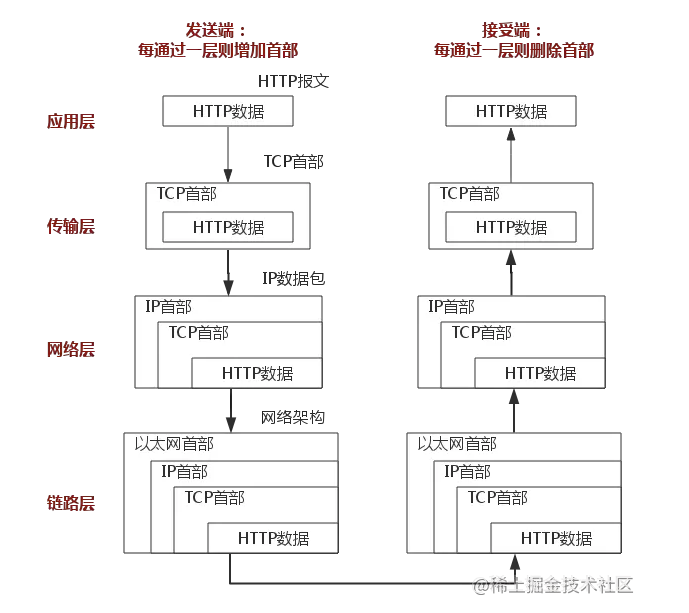 发送端：
每通过一层则增加首部
接受端：
每通过一层则删除首部
HTTP报文
应用层
HTTP数据
HTTP数据
TCP首部
传输层
TCP首部
HTTP数据
TCP首部
HTTP数据
IP数据包
网络层
IP首部
TCP首部
HTTP数据
IP首部
TCP首部
HTTP数据
网络架构
链路层
以太网首部
IP首部
TCP首部
HTTP数据
以太网首部
IP首部
TCP首部
HTTP数据
@稀土掘金技术社区